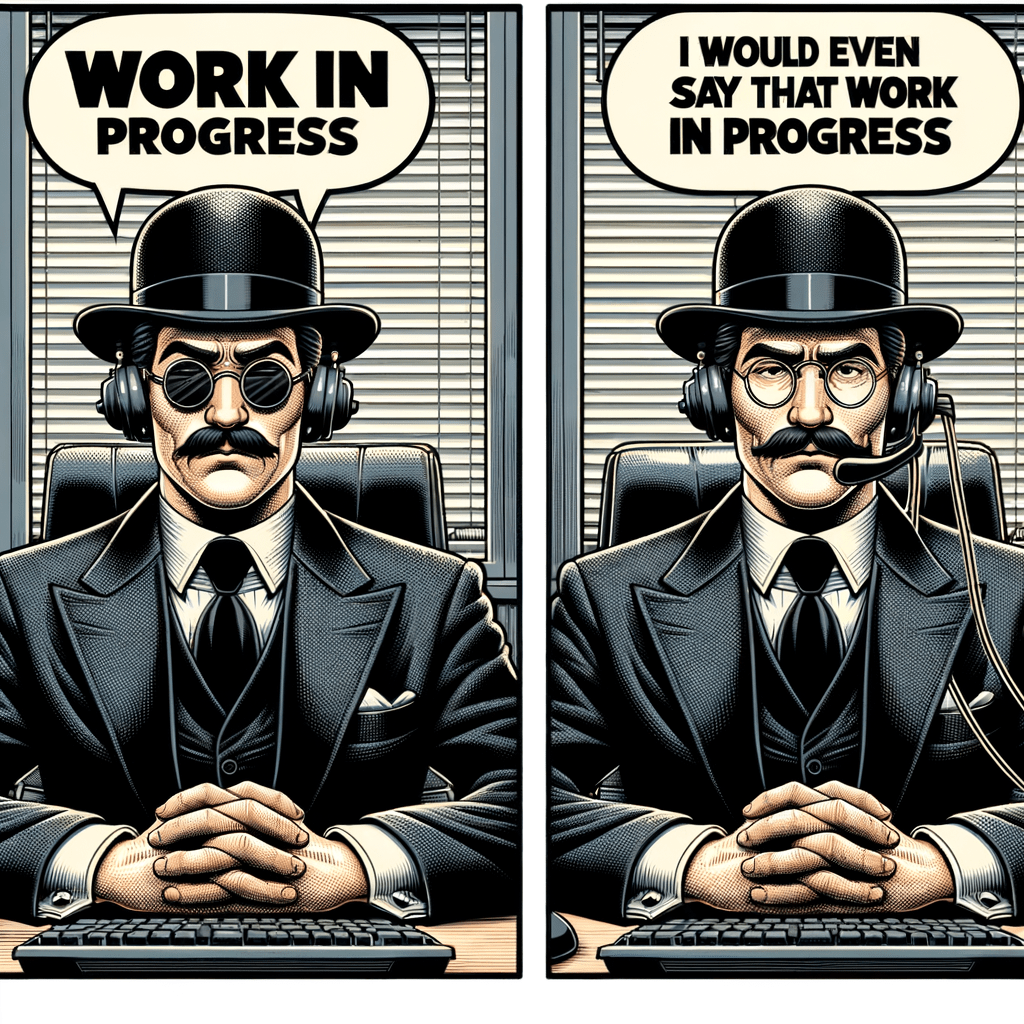 WORK IN
PROGRESS
I WOULD EVEN
SAY THAT WORK
IN PROGRESS